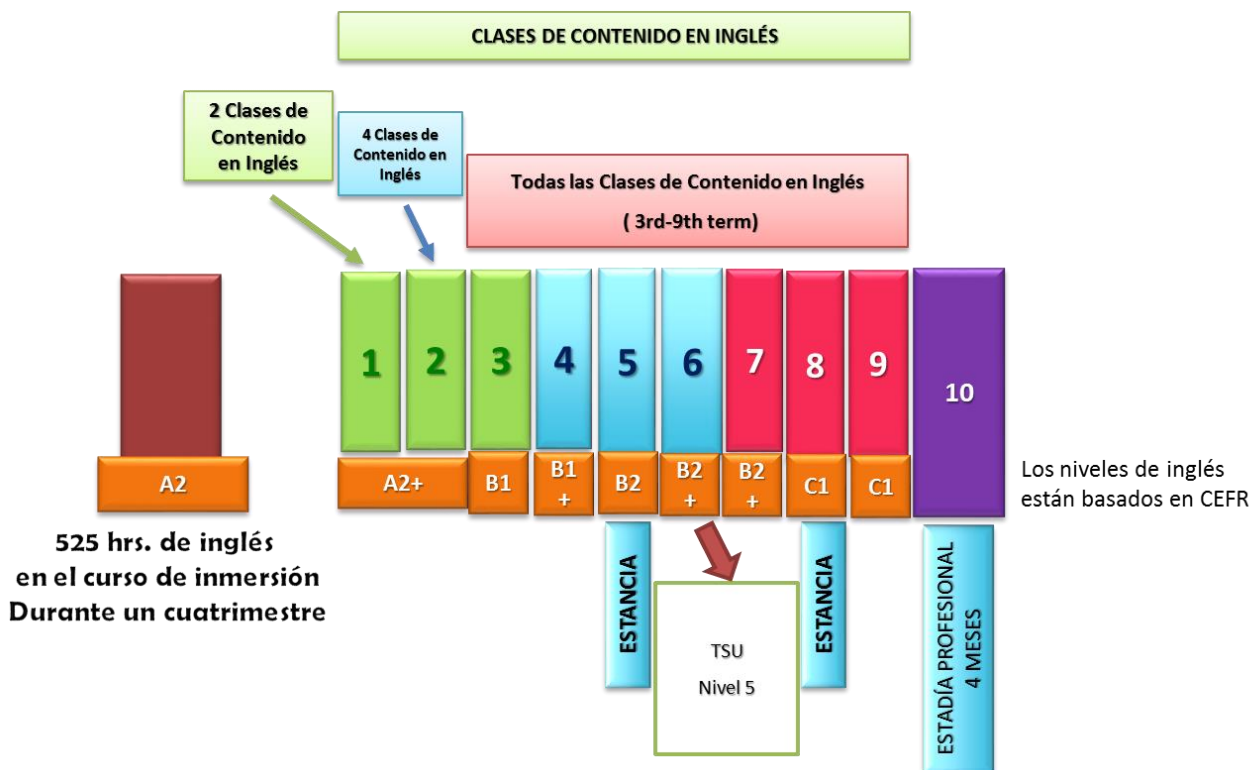 CLASES DE CONTENIDO EN INGLÉS
2 Clases de
Contenido
en Inglés
4 Clases de
Contenido en
Inglés
Todas las Clases de Contenido en Inglés
( 3rd-9th term)
1
2
3
4
5
6
7
8
9
10
A2
A2+
B1
B1
+
B2
B2
+
B2
+
C1
C1
Los niveles de inglés
están basados en CEFR
525 hrs. de inglés
en el curso de inmersión
Durante un cuatrimestre
ESTANCIA
TSU
Nivel 5
ESTANCIA
ESTADÍA PROFESIONAL
4 MESES